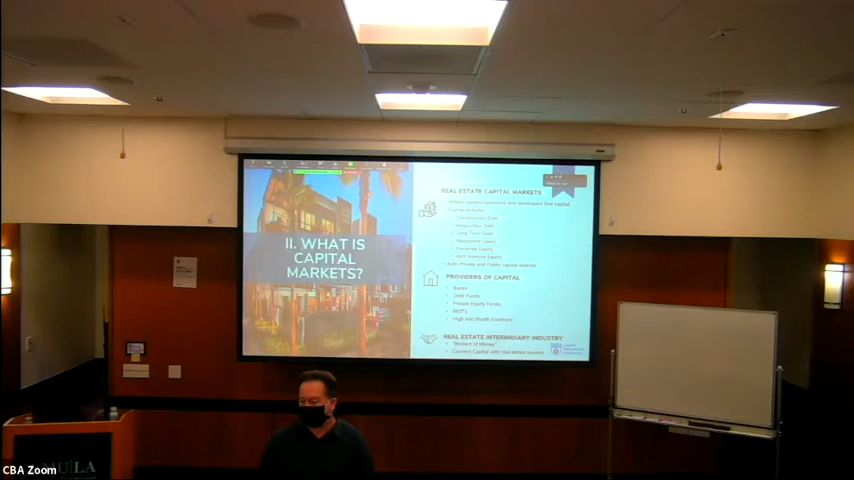 II. WHAT IS
CAPITAL
MARKETS?
REAL ESTATE CAPITAL MARKETS
Where owners/operators and developers find capital
Capital includes:
Construction Debt
Acquisition Debt
Long Term Debt
Mezzanine Loans
Preferred Equity
Joint Venture Equity
Both Private and Public capital sources
PROVIDERS OF CAPITAL
Banks
Debt Funds
Private Equity Funds
REIT's
High Net Worth Investors
REAL ESTATE INTERMEDIARY INDUSTRY
"Brokers of Money"
Connect Capital with real estate owners
CBA Zoom